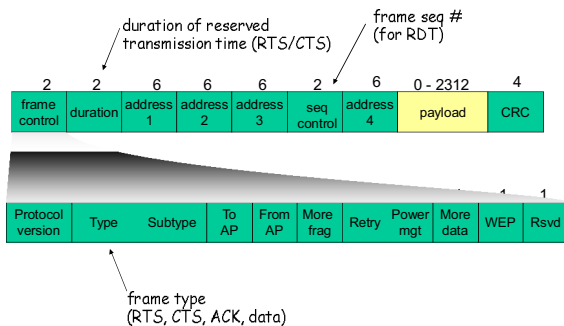 duration of reserved
transmission time (RTS/CTS)
frame seq #
(for RDT)
2 2 6 6 6 2 6 0 - 2312 4
frame control duration address 1 address 2 address 3 seq control address 4 payload CRC
1 1
Protocol version Type Subtype To AP From AP More frag Retry Power mgt More data WEP Rsvd
frame type
(RTS, CTS, ACK, data)